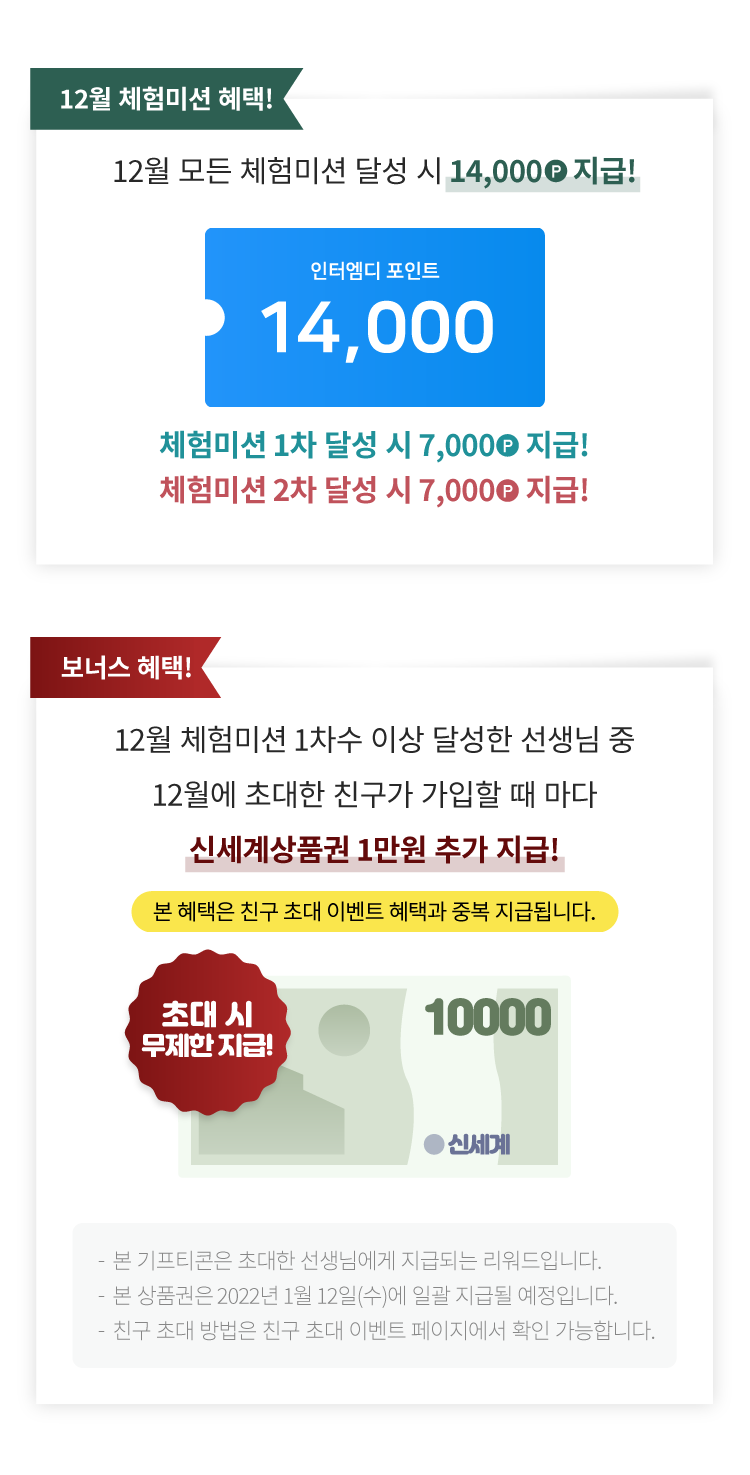 12월 체험미션 혜택!
12월 모든 체험미션 달성 시 14,000P 지급!
인터엠디 포인트
14,000
체험미션 1차 달성 시 7,000P 지급!
체험미션 2차 달성 시 7,000P 지급!
보너스 혜택!
12월 체험미션 1차수 이상 달성한 선생님 중
12월에 초대한 친구가 가입할 때 마다
신세계상품권 1만원 추가 지급!
본 혜택은 친구 초대 이벤트 혜택과 중복 지급됩니다.
초대 시
무제한 지급!
10000
신세계
- 본 기프티콘은 초대한 선생님에게 지급되는 리워드입니다.
- 본 상품권은 2022년 1월 12일(수)에 일괄 지급될 예정입니다.
- 친구 초대 방법은 친구 초대 이벤트 페이지에서 확인 가능합니다.